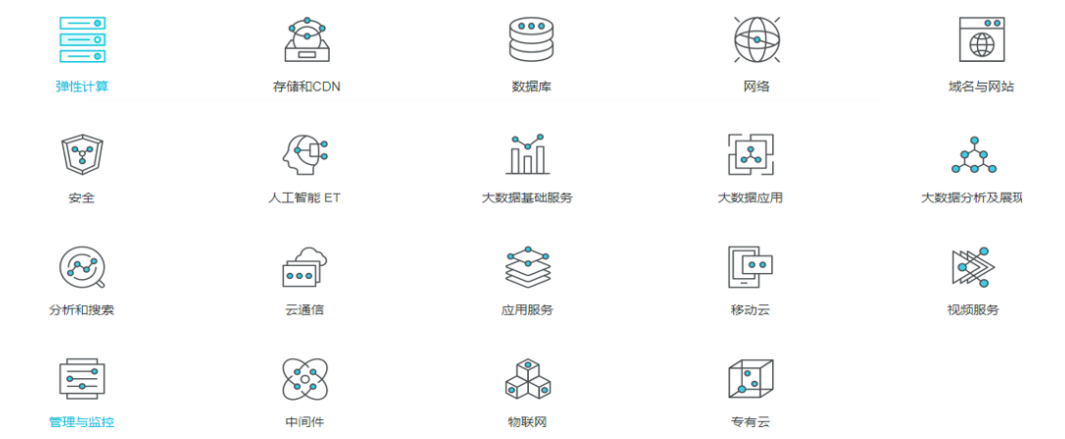 弹性计算
存储和CDN
数据库
网络
域名与网站
安全
人工智能 ET
大数据基础服务
大数据应用
大数据分析及展现
分析和搜索
云通信
应用服务
移动云
视频服务
管理与监控
中间件
物联网
专有云